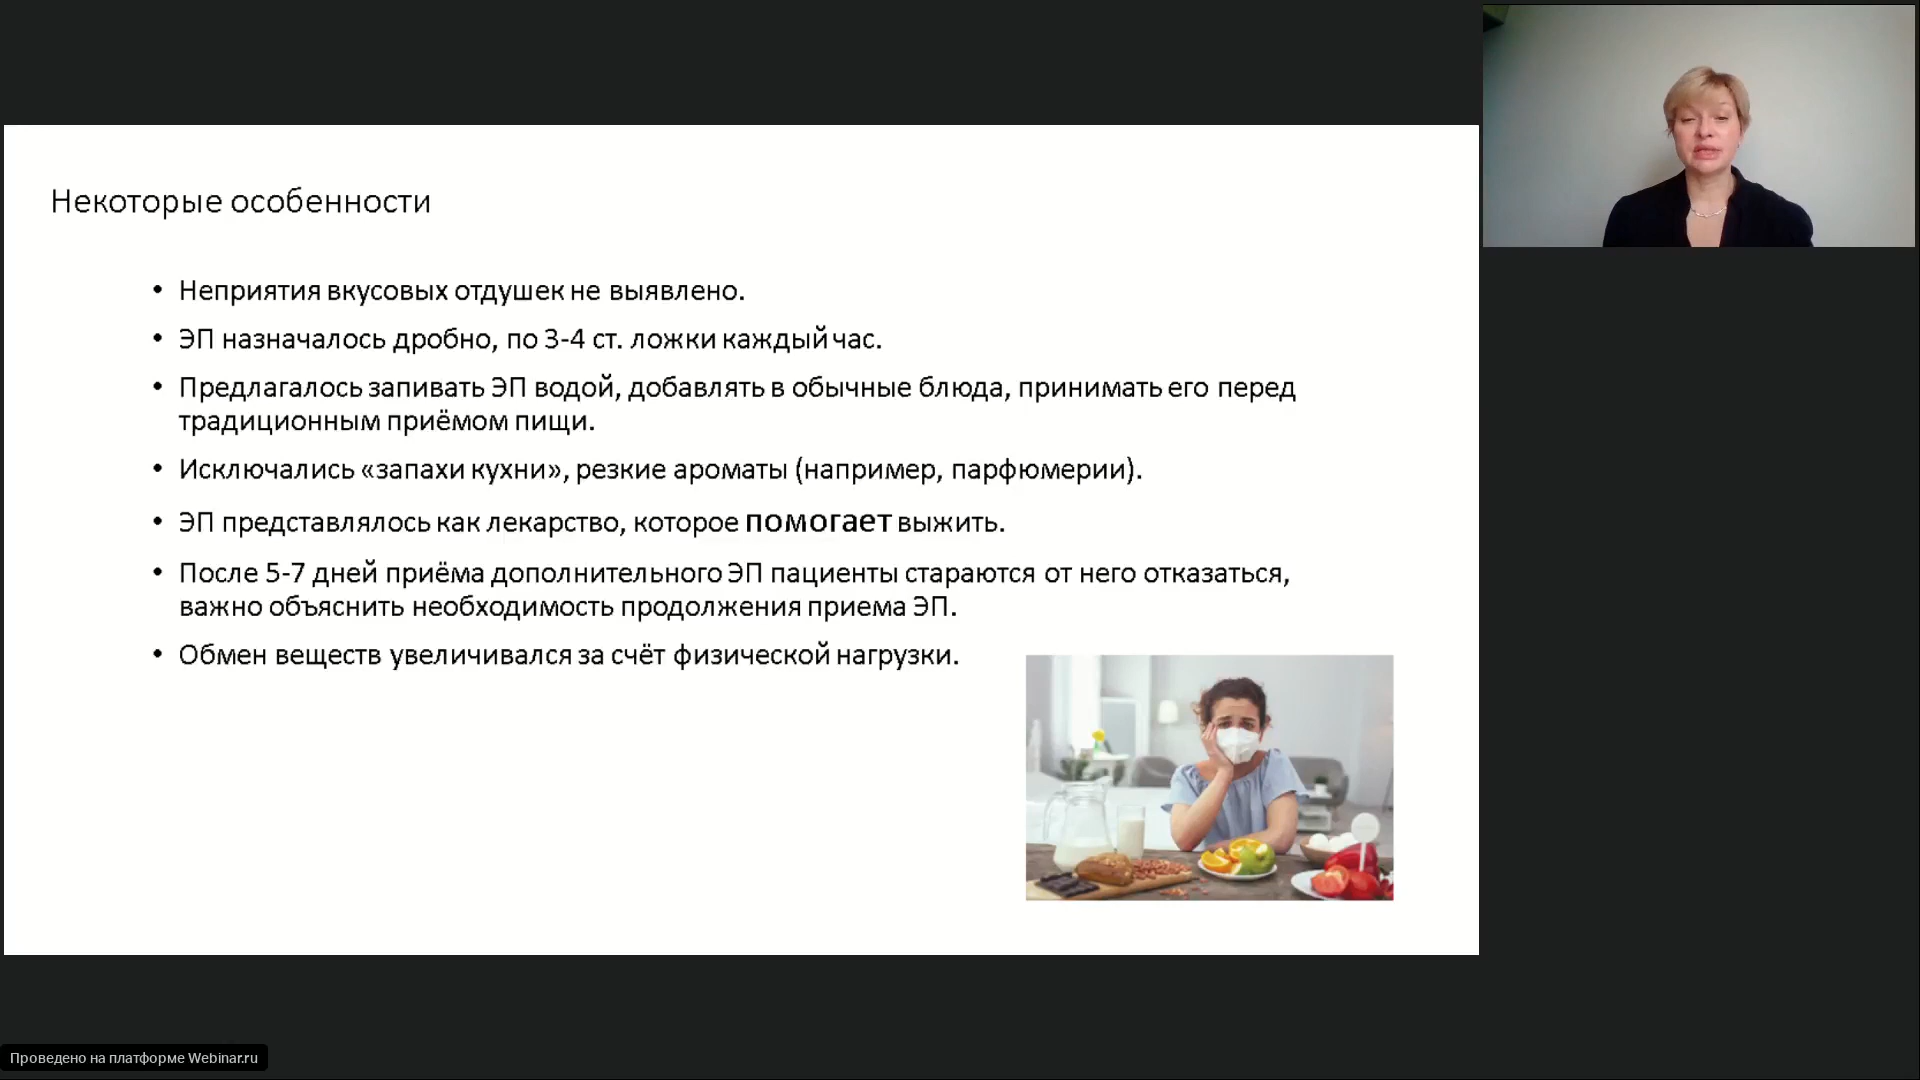 Некоторые особенности
• Неприятия вкусовых отдушек не выявлено.
• ЭП назначалось дробно, по 3-4 ст. ложки каждый час.
• Предлагалось запивать ЭП водой, добавлять в обычные блюда, принимать его перед
традиционным приёмом пищи.
• Исключались «запахи кухни», резкие ароматы (например, парфюмерии).
• ЭП представлялось как лекарство, которое помогает выжить.
• После 5-7 дней приёма дополнительного ЭП пациенты стараются от него отказаться,
важно объяснить необходимость продолжения приема ЭП.
• Обмен веществ увеличивался за счёт физической нагрузки.
Проведено на платформе Webinar.ru